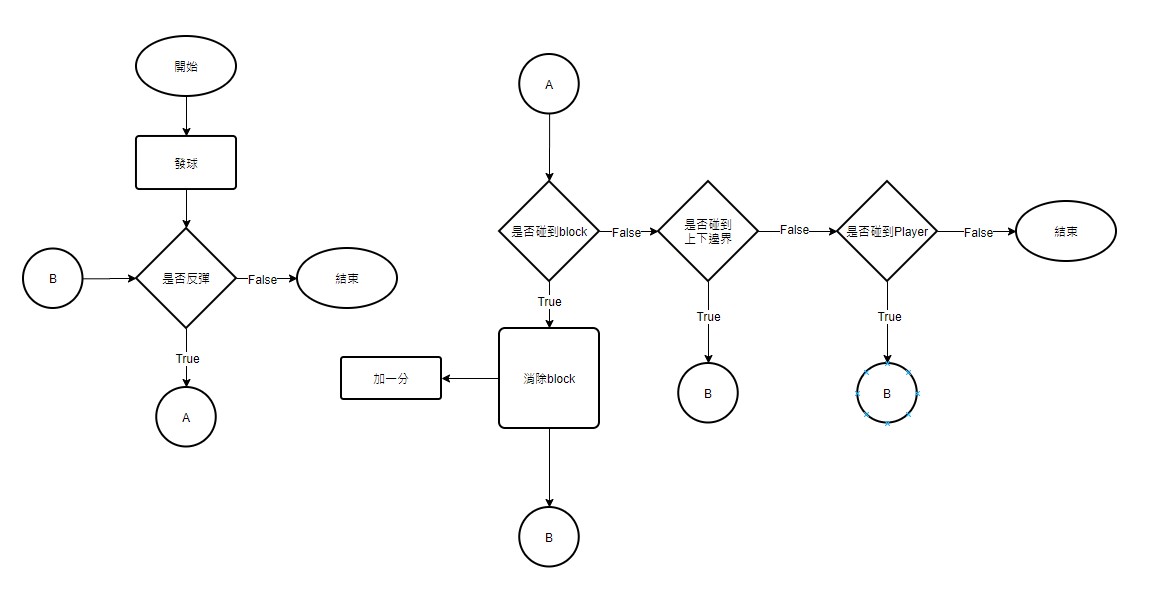 開始
發球
B
是否反彈
False
結束
True
A
A
是否碰到block
False
是否碰到
上下邊界
False
是否碰到Player
False
結束
True
True
True
加一分
消除block
B
B
B